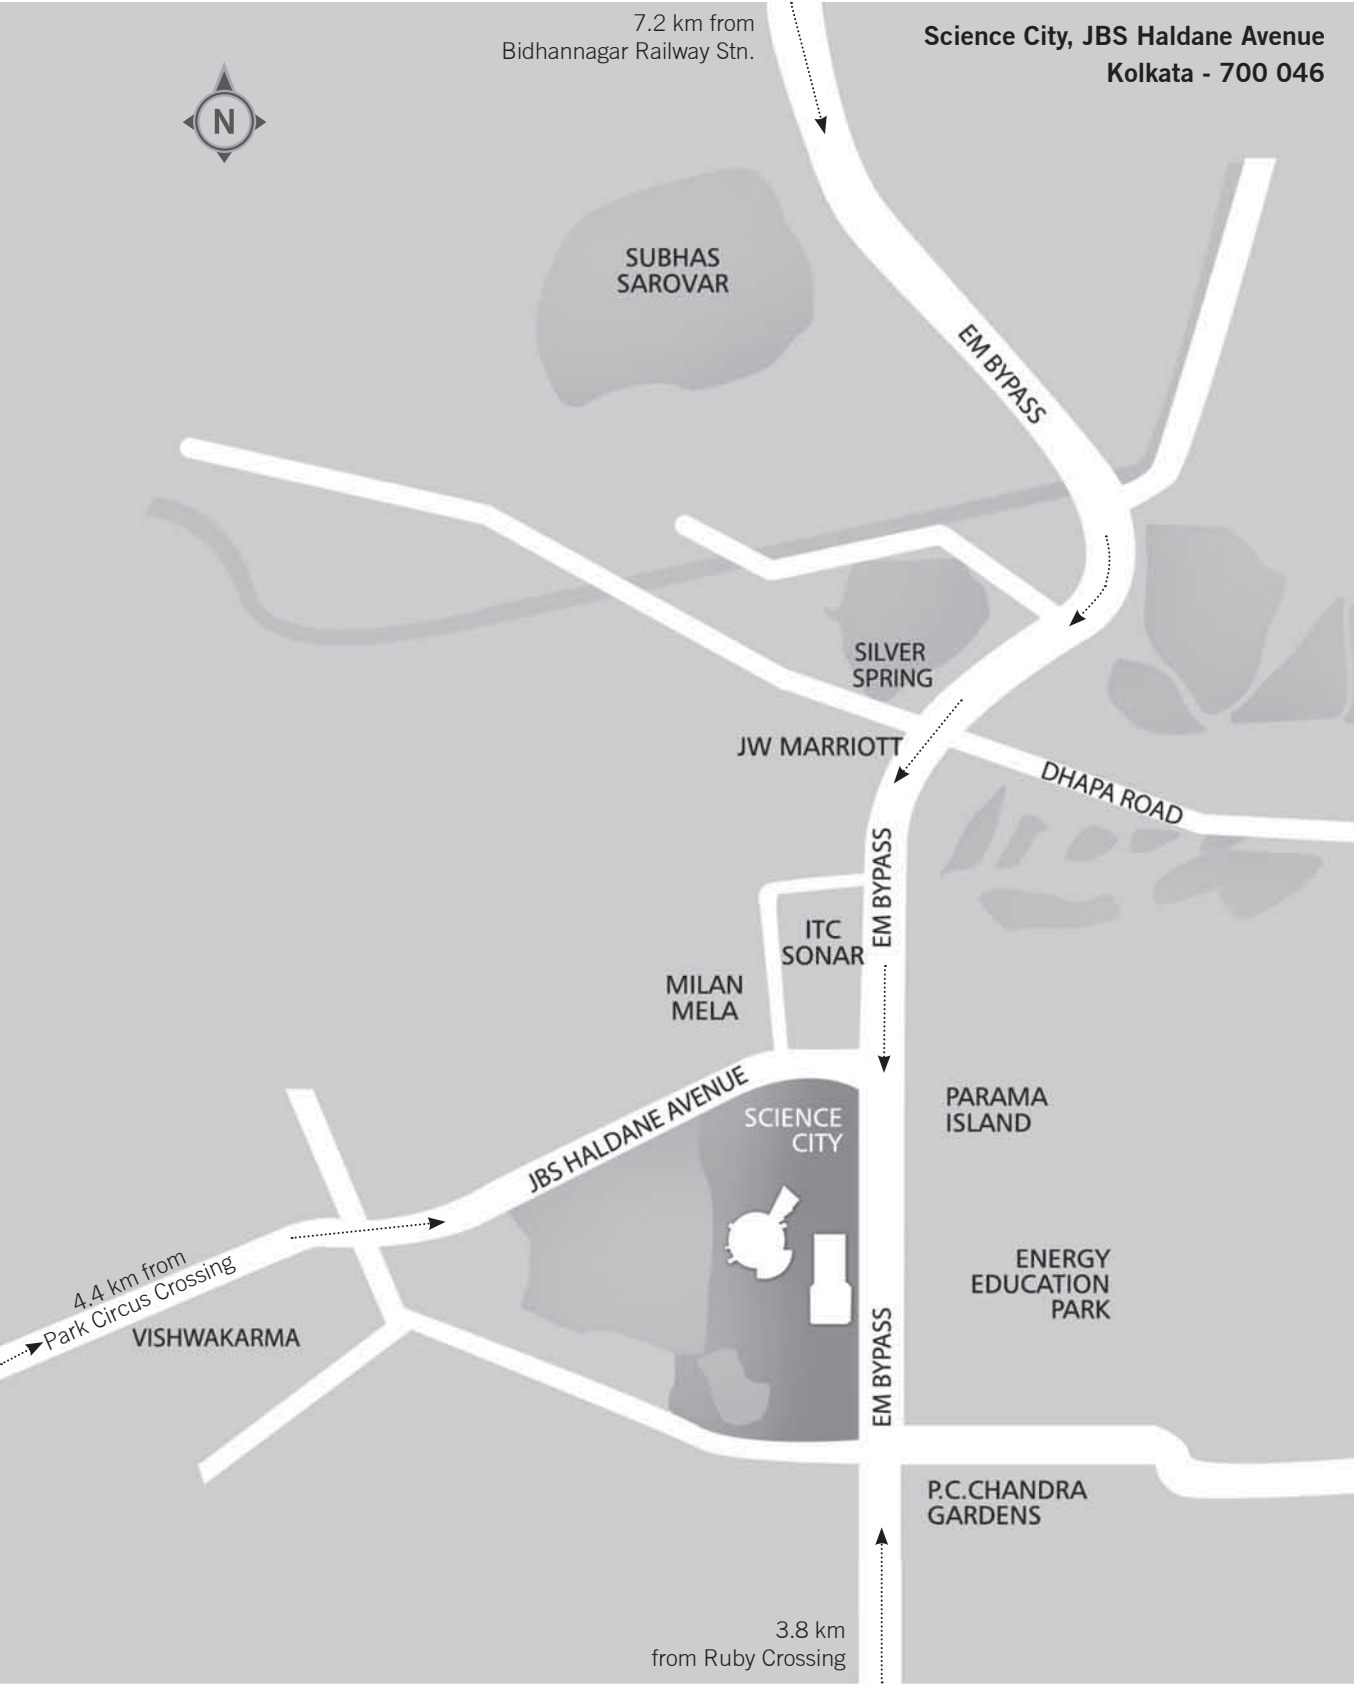 7.2 km from
Bidhannagar Railway Stn.
Science City, JBS Haldane Avenue
Kolkata - 700 046
N
SUBHAS
SAROVAR
EM BYPASS
SILVER
SPRING
JW MARRIOTT
DHAPA ROAD
EM BYPASS
ITC
SONAR
MILAN
MELA
JBS HALDANE AVENUE
SCIENCE
CITY
PARAMA
ISLAND
4.4 km from
Park Circus Crossing
VISHWAKARMA
ENERGY
EDUCATION
PARK
EM BYPASS
P.C.CHANDRA
GARDENS
3.8 km
from Ruby Crossing